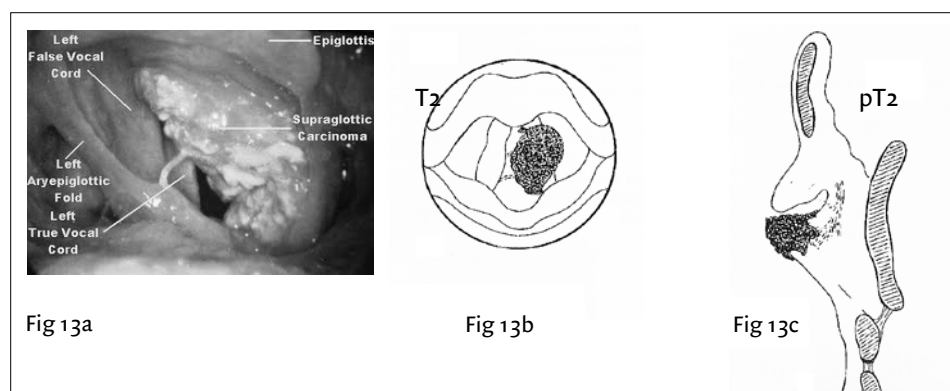 Left
False Vocal
Cord
Epiglottis
Supraglottic
Carcinoma
Left
Aryepiglottic
Fold
Left
True Vocal
Cord
Fig 13a
T2
Fig 13b
pT2
Fig 13c